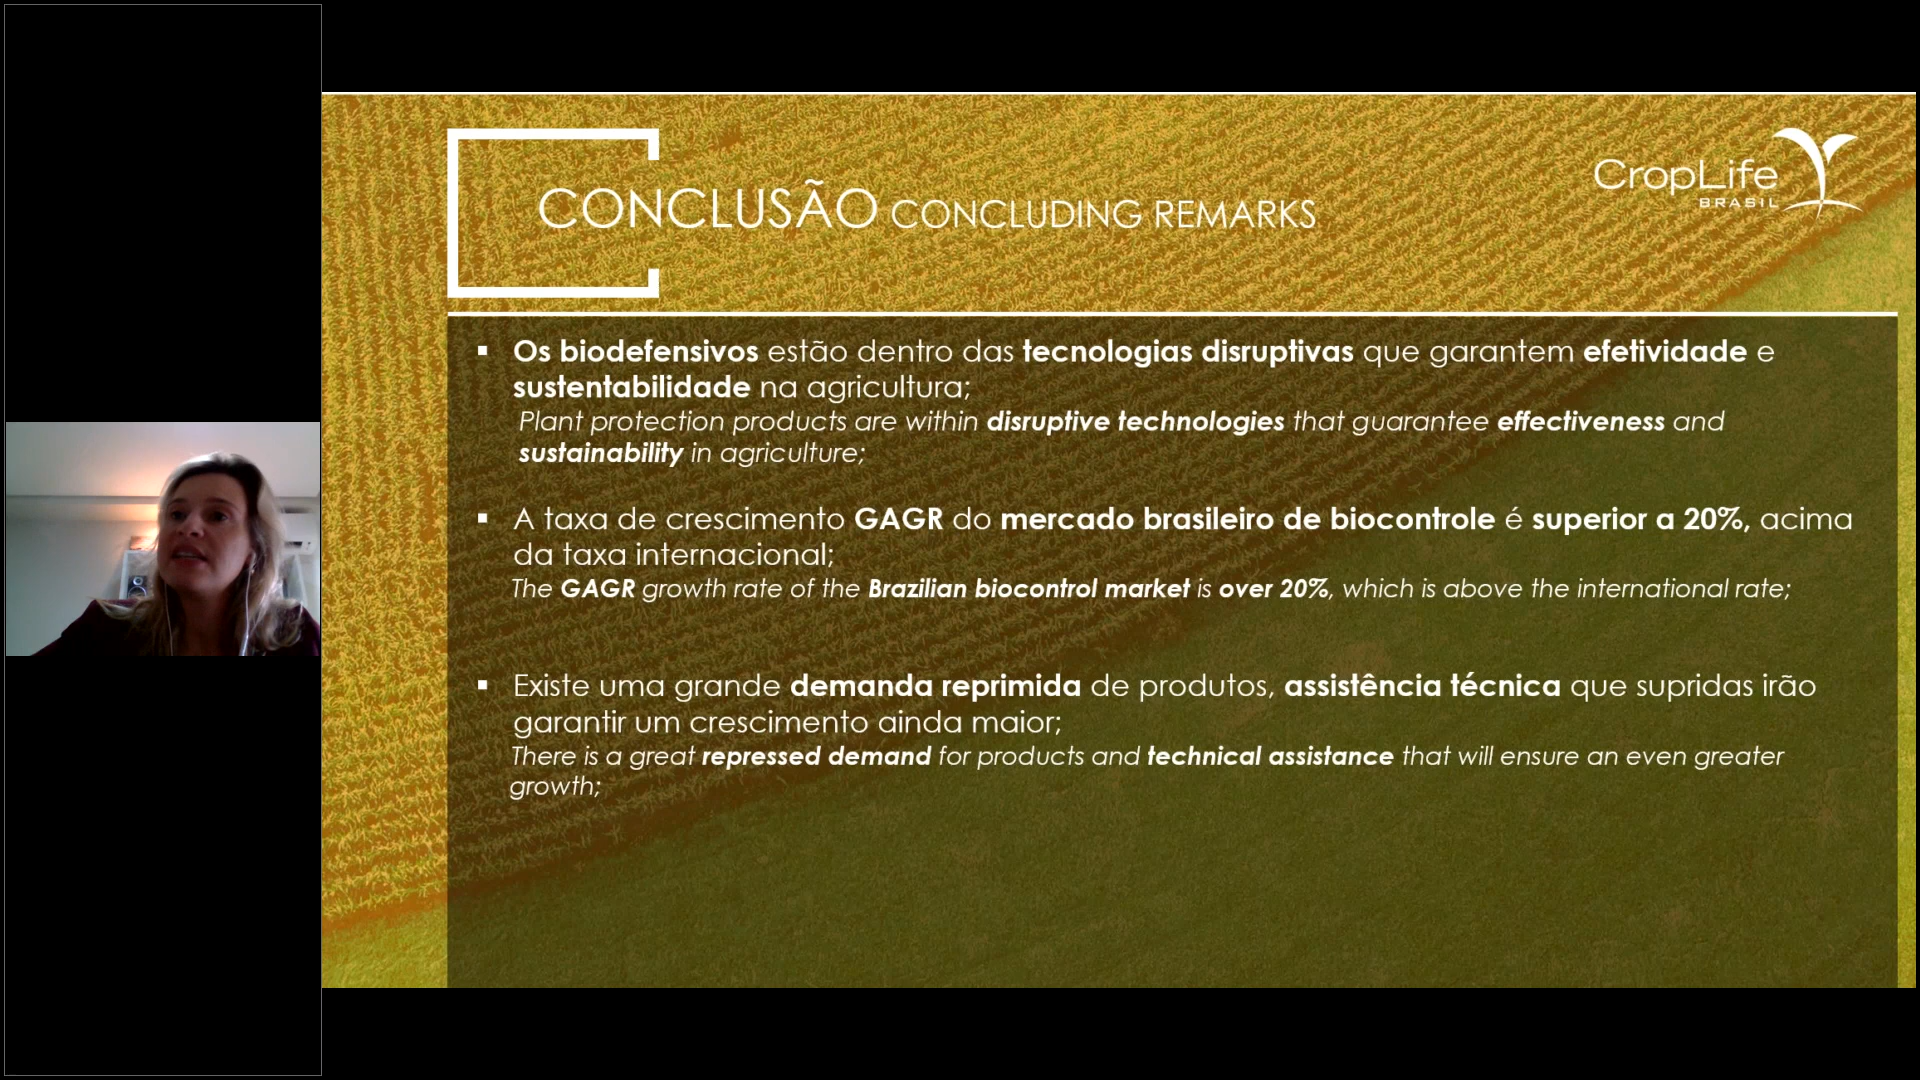 CONCLUSÃO CONCLUDING REMARKS
CropLife
BRASIL
▪ Os biodefensivos estão dentro das tecnologias disruptivas que garantem efetividade e
sustentabilidade na agricultura;
Plant protection products are within disruptive technologies that guarantee effectiveness and
sustainability in agriculture;
▪ A taxa de crescimento GAGR do mercado brasileiro de biocontrole é superior a 20%, acima
da taxa internacional;
The GAGR growth rate of the Brazilian biocontrol market is over 20%, which is above the international rate;
▪ Existe uma grande demanda reprimida de produtos, assistência técnica que supridas irão
garantir um crescimento ainda maior;
There is a great repressed demand for products and technical assistance that will ensure an even greater
growth;